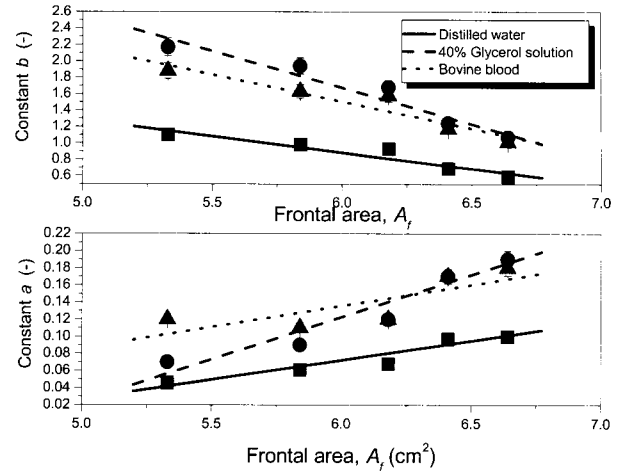 Constant b (-)
2.6
2.4
2.2
2.0
1.8
1.6
1.4
1.2
1.0
0.8
0.6
Distilled water
40% Glycerol solution
Bovine blood
5.0 5.5 6.0 6.5 7.0
Frontal area, A_f
Constant a (-)
0.22
0.20
0.18
0.16
0.14
0.12
0.10
0.08
0.06
0.04
0.02
5.0 5.5 6.0 6.5 7.0
Frontal area, A_f (cm²)